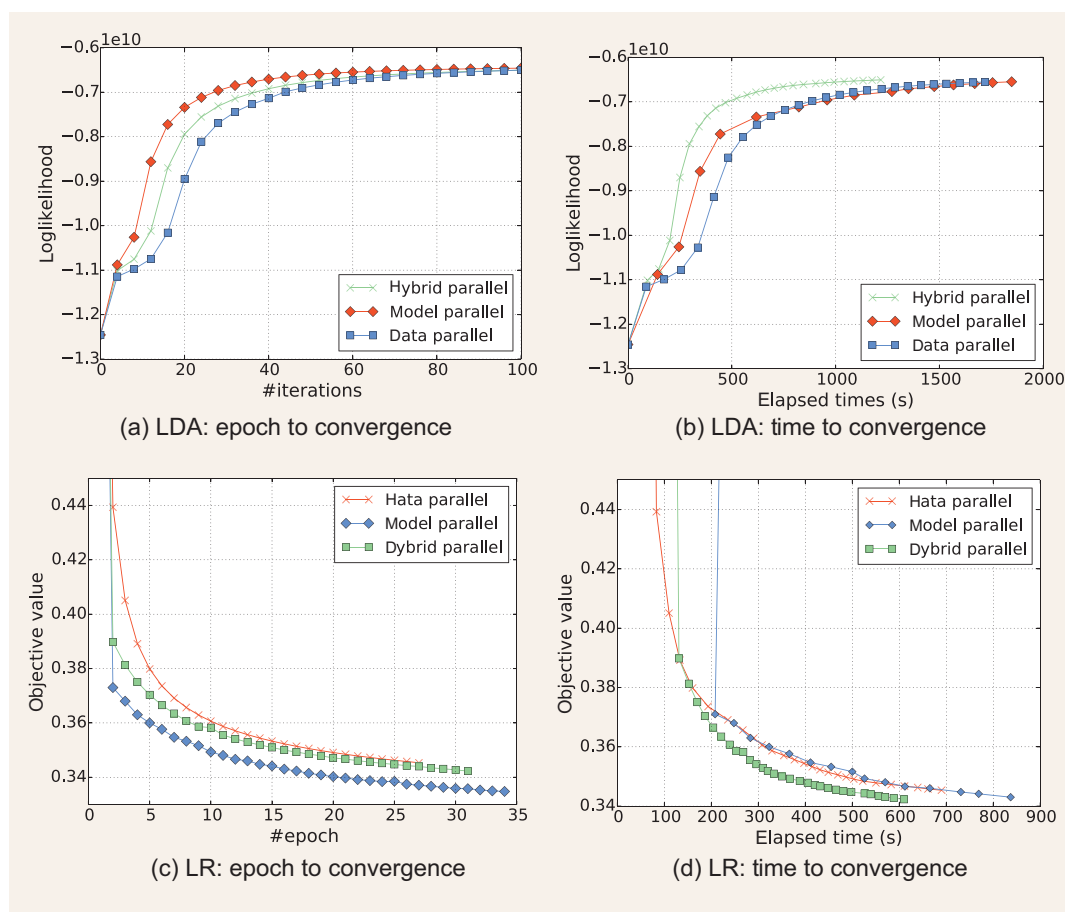 −0.6 1e10
−0.7
−0.8
−0.9
−1.0
−1.1
−1.2
−1.3
0 20 40 60 80 100
Loglikelihood
#iterations
Hybrid parallel
Model parallel
Data parallel
(a) LDA: epoch to convergence
−0.6 1e10
−0.7
−0.8
−0.9
−1.0
−1.1
−1.2
−1.3
0 500 1000 1500 2000
Loglikelihood
Elapsed times (s)
Hybrid parallel
Model parallel
Data parallel
(b) LDA: time to convergence
0.44
0.42
0.40
0.38
0.36
0.34
0 5 10 15 20 25 30 35
Objective value
#epoch
Hata parallel
Model parallel
Dybrid parallel
(c) LR: epoch to convergence
0.44
0.42
0.40
0.38
0.36
0.34
0 100 200 300 400 500 600 700 800 900
Objective value
Elapsed time (s)
Hata parallel
Model parallel
Dybrid parallel
(d) LR: time to convergence